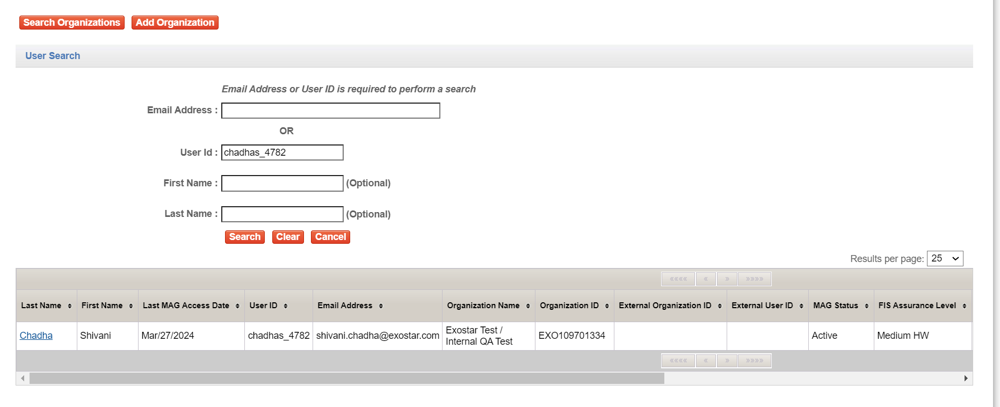 Search Organizations Add Organization
User Search
Email Address or User ID is required to perform a search
Email Address :
OR
User Id : chadhas_4782
First Name : (Optional)
Last Name : (Optional)
Search Clear Cancel
Results per page: 25
«««« « » »»»»
Last Name First Name Last MAG Access Date User ID Email Address Organization Name Organization ID External Organization ID External User ID MAG Status FIS Assurance Level
Chadha Shivani Mar/27/2024 chadhas_4782 shivani.chadha@exostar.com Exostar Test / EXO109701334 Active Medium HW
Internal QA Test
«««« « » »»»»